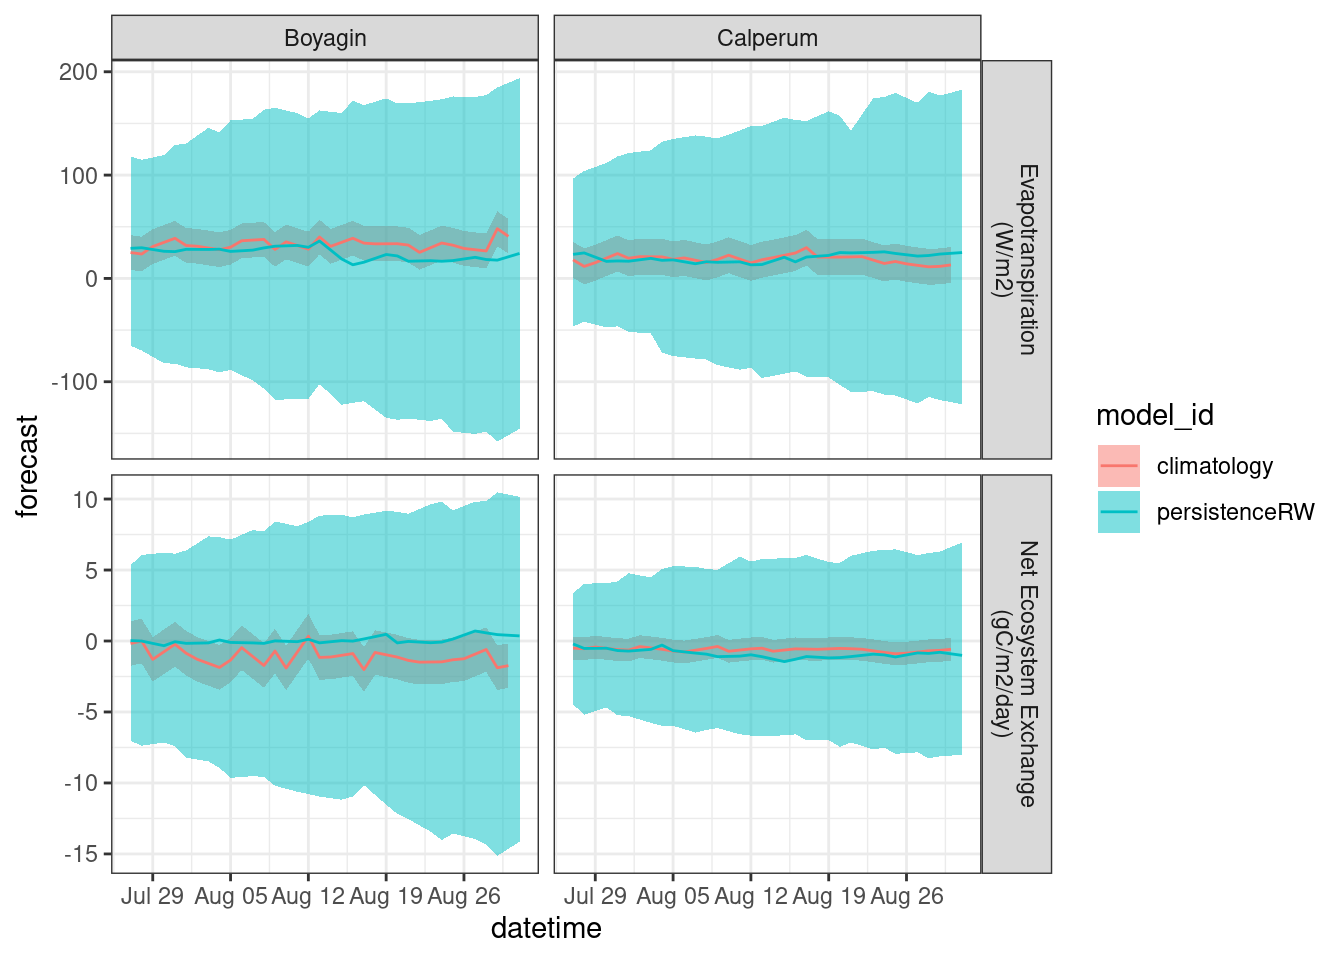 Boyagin
Calperum
200
100
0
-100
Evapotranspiration
(W/m2)
forecast
10
5
0
-5
-10
-15
Net Ecosystem Exchange
(gC/m2/day)
Jul 29 Aug 05 Aug 12 Aug 19 Aug 26
Jul 29 Aug 05 Aug 12 Aug 19 Aug 26
datetime
model_id
climatology
persistenceRW